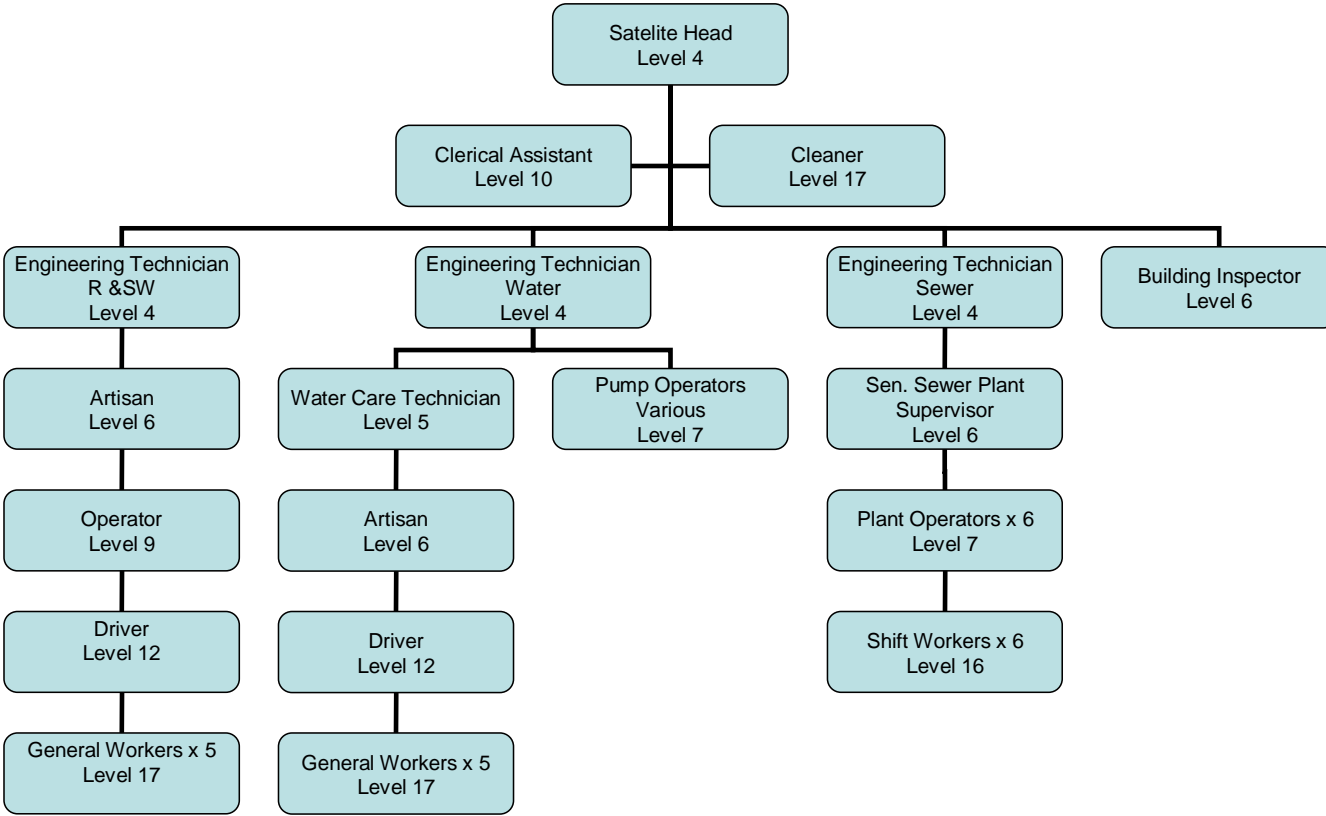 Satelite Head
Level 4
Clerical Assistant
Level 10
Cleaner
Level 17
Engineering Technician
R &SW
Level 4
Engineering Technician
Water
Level 4
Engineering Technician
Sewer
Level 4
Building Inspector
Level 6
Artisan
Level 6
Water Care Technician
Level 5
Pump Operators
Various
Level 7
Sen. Sewer Plant
Supervisor
Level 6
Operator
Level 9
Artisan
Level 6
Plant Operators x 6
Level 7
Driver
Level 12
Driver
Level 12
Shift Workers x 6
Level 16
General Workers x 5
Level 17
General Workers x 5
Level 17